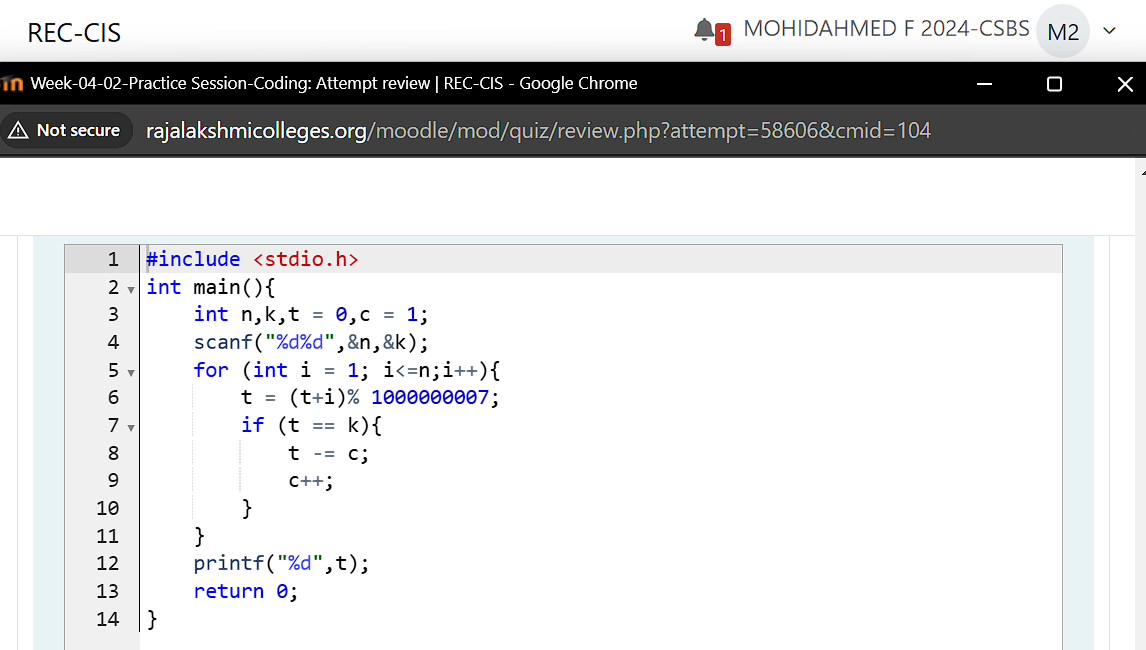 REC-CIS
1 MOHIDAHMED F 2024-CSBS M2
Week-04-02-Practice Session-Coding: Attempt review | REC-CIS - Google Chrome
Not secure rajalakshmicolleges.org/moodle/mod/quiz/review.php?attempt=58606&cmid=104
1 #include <stdio.h>
2 int main(){
3     int n,k,t = 0,c = 1;
4     scanf("%d%d",&n,&k);
5     for (int i = 1; i<=n;i++){
6         t = (t+i)% 1000000007;
7         if (t == k){
8             t -= c;
9             c++;
10         }
11     }
12     printf("%d",t);
13     return 0;
14 }